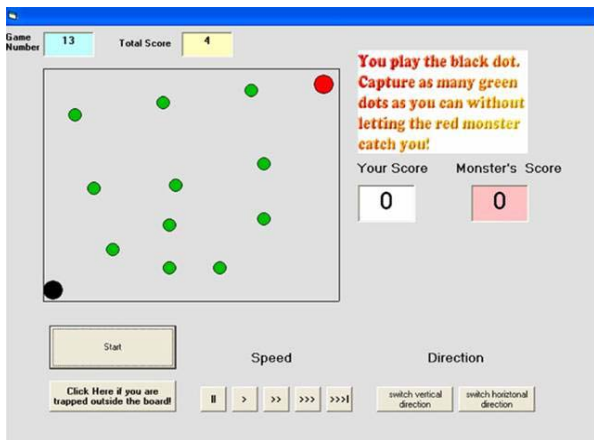 Game
Number
13
Total Score
4
You play the black dot.
Capture as many green
dots as you can without
letting the red monster
catch you!
Your Score
Monster's Score
0
0
Start
Speed
Direction
Click Here if you are
trapped outside the board!
II
>
>>
>>>
>>>I
switch vertical
direction
switch horiztonal
direction